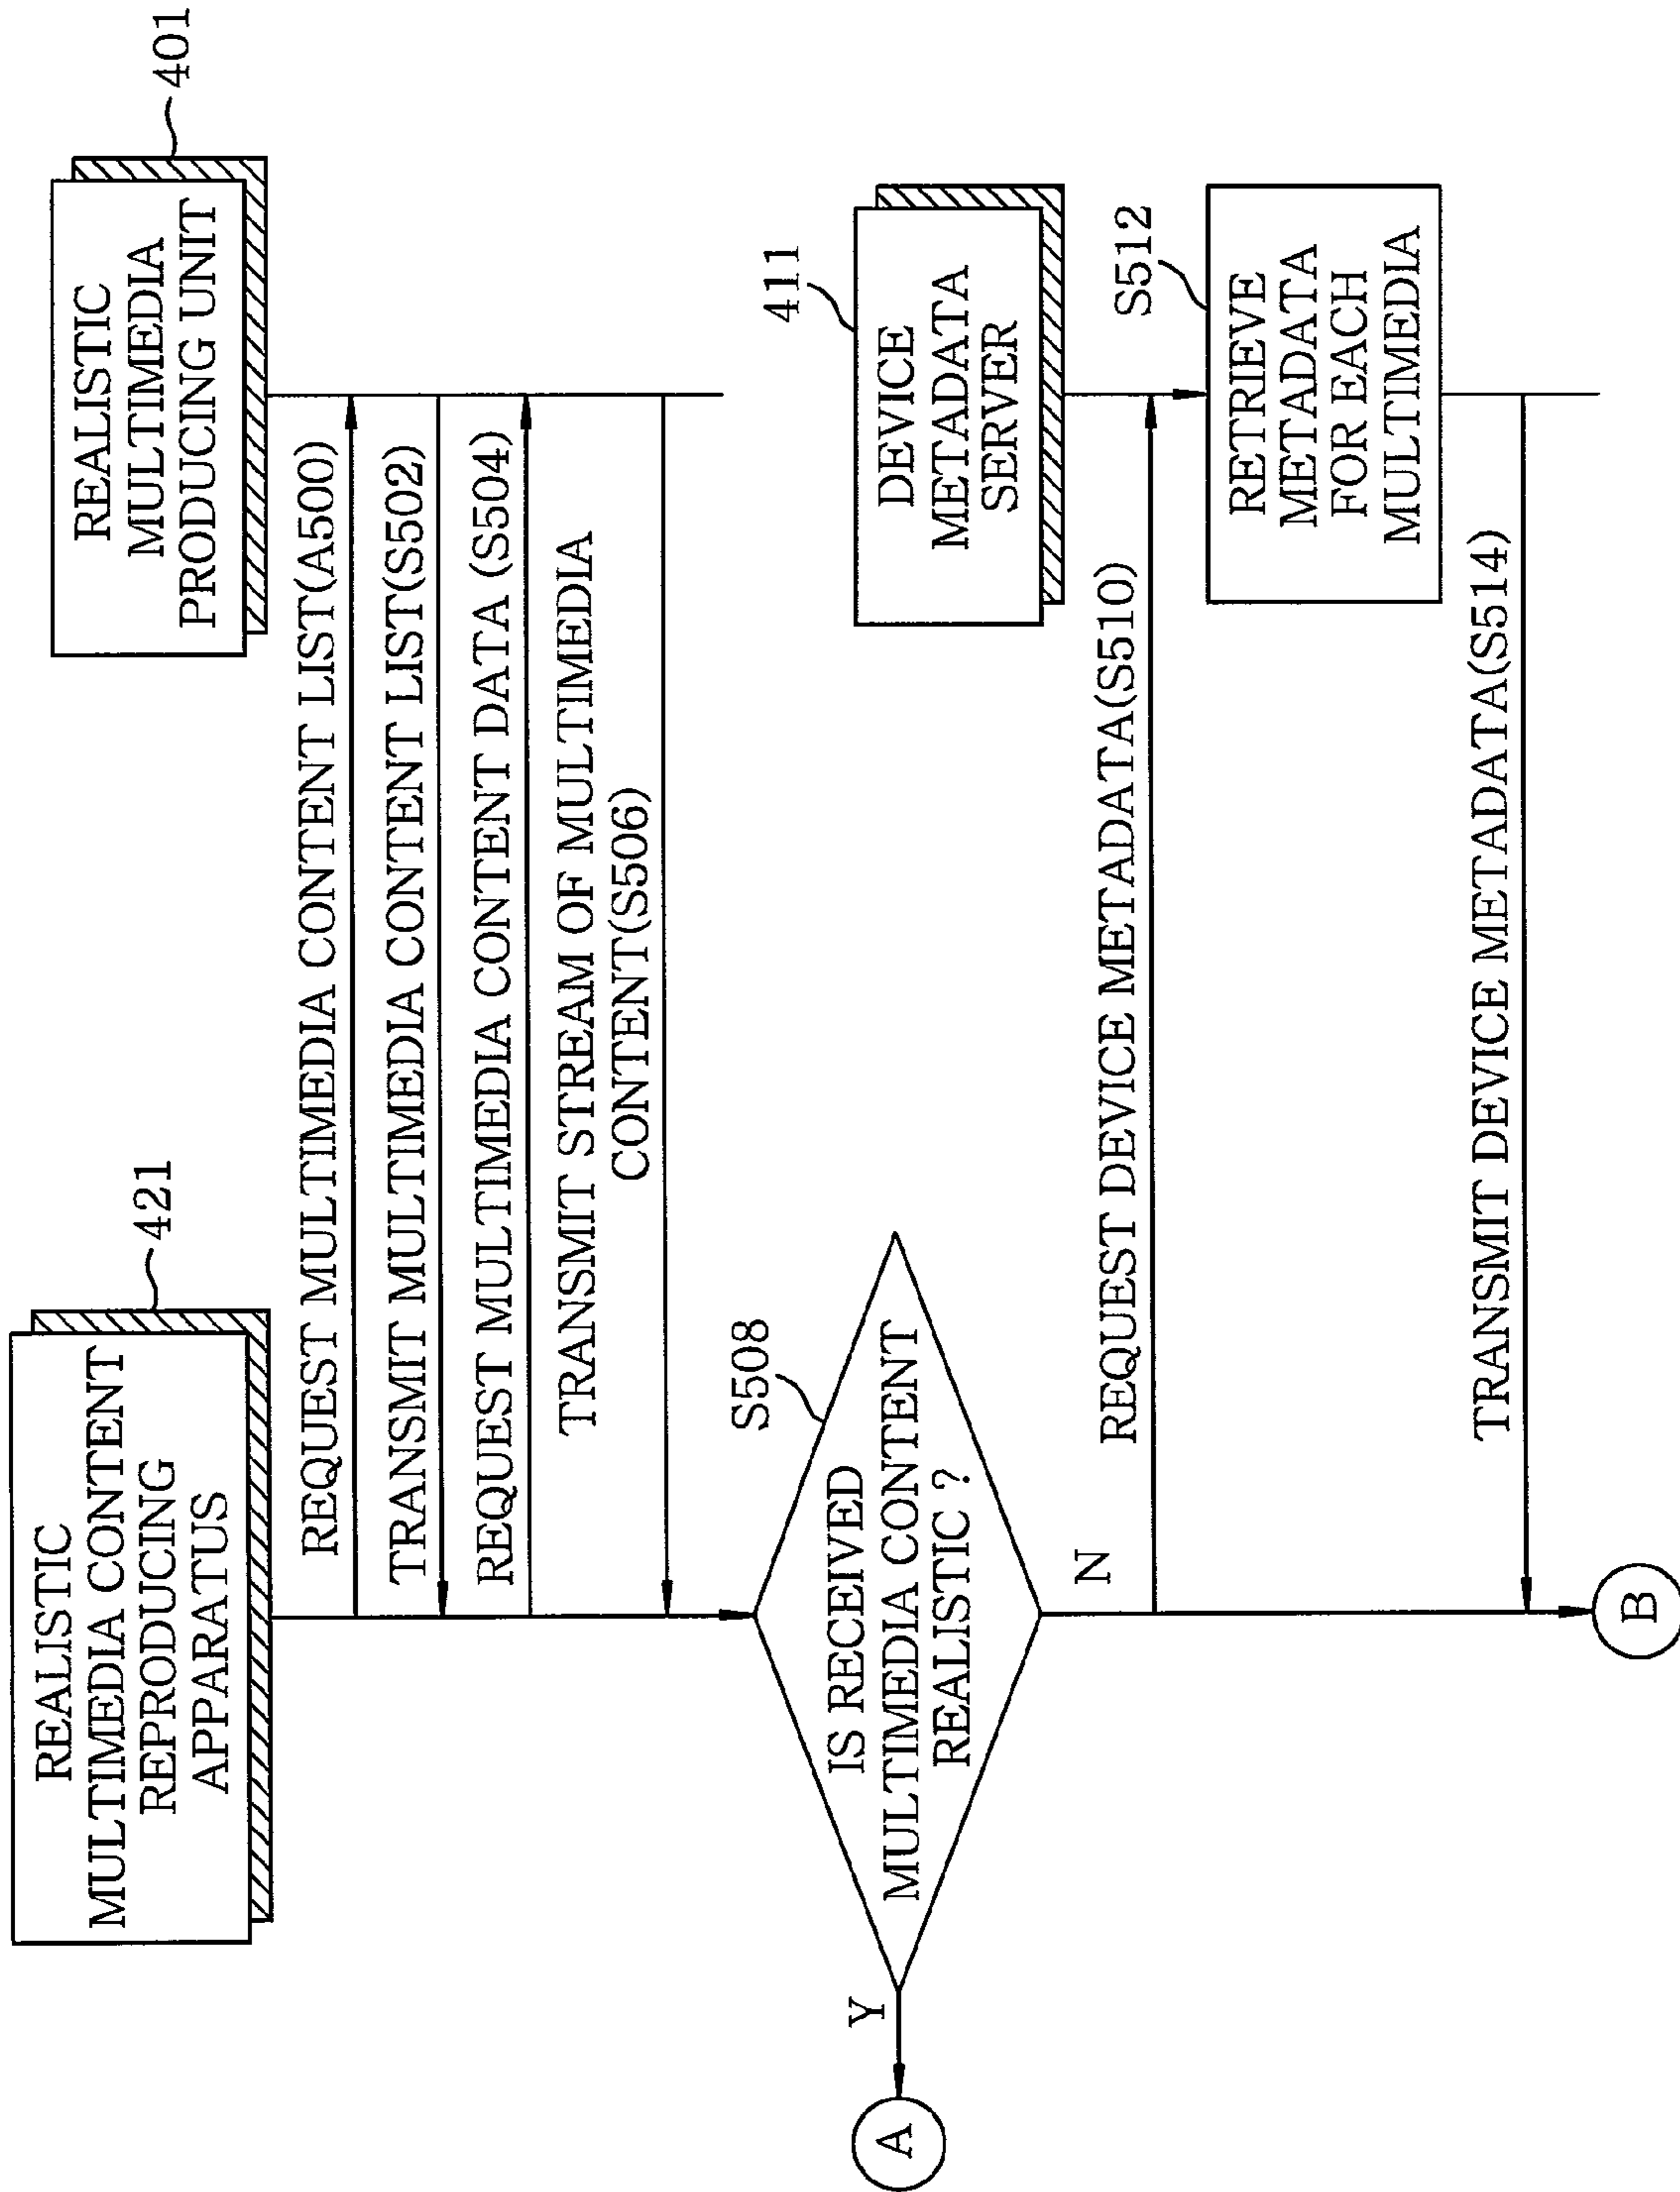 REALISTIC
MULTIMEDIA CONTENT
REPRODUCING
APPARATUS
421
REALISTIC
MULTIMEDIA
PRODUCING UNIT
401
REQUEST MULTIMEDIA CONTENT LIST(A500)
TRANSMIT MULTIMEDIA CONTENT LIST(S502)
REQUEST MULTIMEDIA CONTENT DATA (S504)
TRANSMIT STREAM OF MULTIMEDIA
CONTENT(S506)
S508
IS RECEIVED
MULTIMEDIA CONTENT
REALISTIC ?
Y
A
N
411
DEVICE
METADATA
SERVER
REQUEST DEVICE METADATA(S510)
S512
RETRIEVE
METADATA
FOR EACH
MULTIMEDIA
TRANSMIT DEVICE METADATA(S514)
B